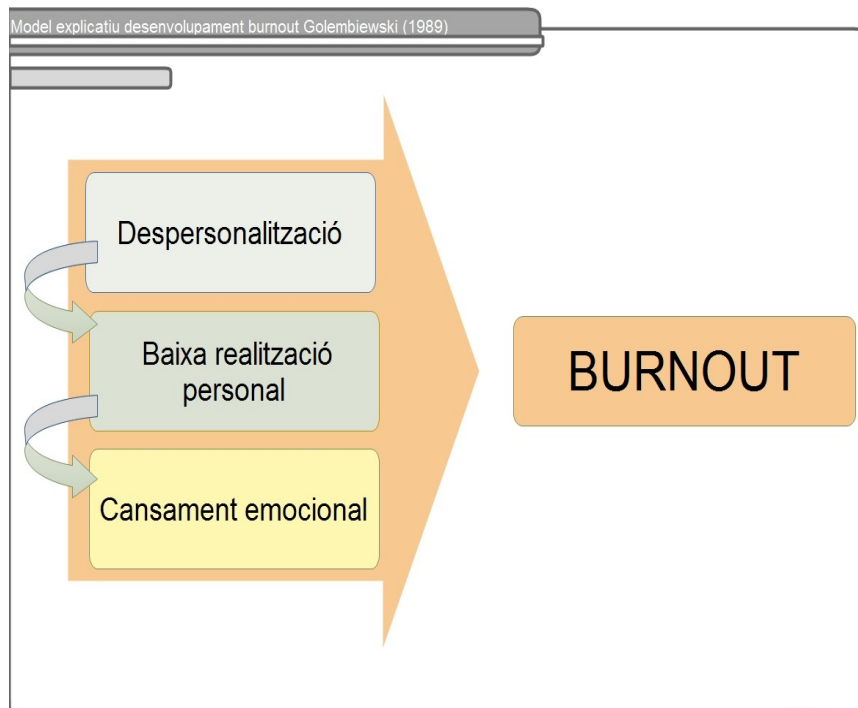 Model explicatiu desenvolupament burnout Golembiewski (1989)
Despersonalització
Baixa realització
personal
Cansament emocional
BURNOUT